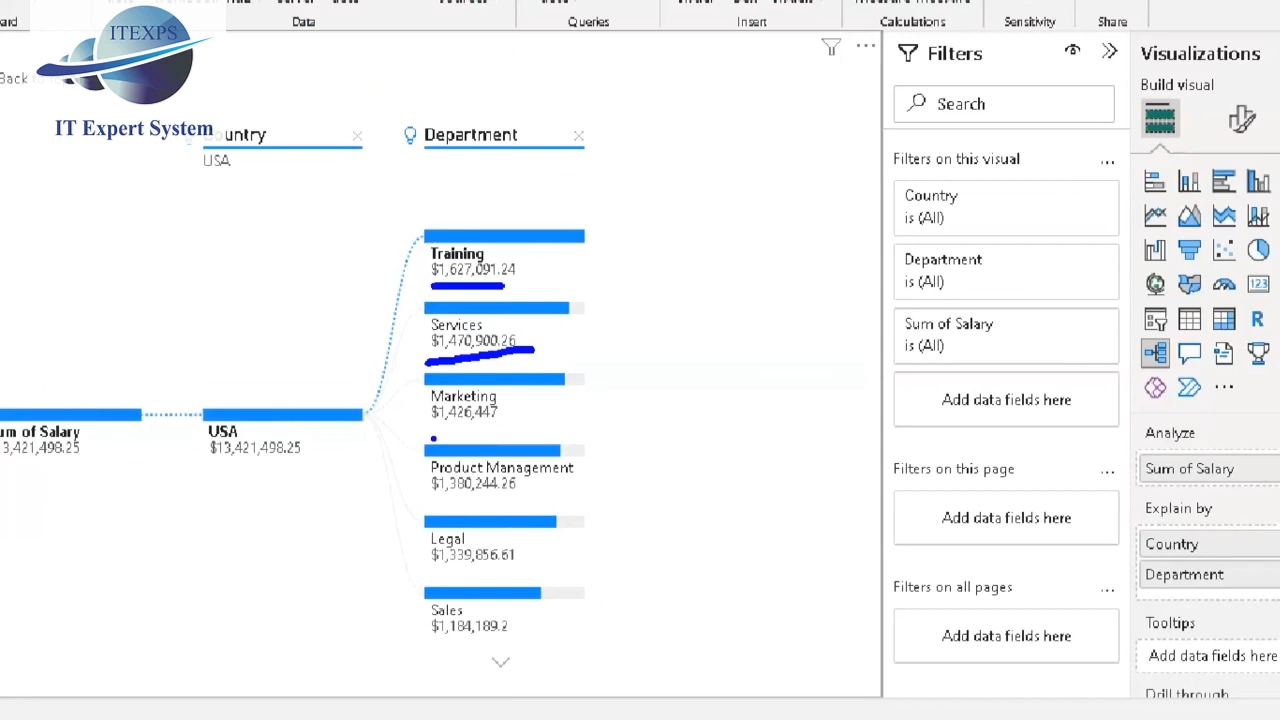 Data
Queries
Insert
Calculations
Sensitivity
Share
ITEXPS
IT Expert System
Back
Country
USA
Department
Training
$1,627,091.24
Services
$1,470,900.26
Marketing
$1,426,447
Product Management
$1,380,244.26
Legal
$1,339,856.61
Sales
$1,184,189.2
um of Salary
3,421,498.25
USA
$13,421,498.25
Filters
Search
Filters on this visual
...
Country
is (All)
Department
is (All)
Sum of Salary
is (All)
Add data fields here
Filters on this page
...
Add data fields here
Filters on all pages
...
Add data fields here
Visualizations
Build visual
123
R
...
Analyze
Sum of Salary
Explain by
Country
Department
Tooltips
Add data fields here
Drill through